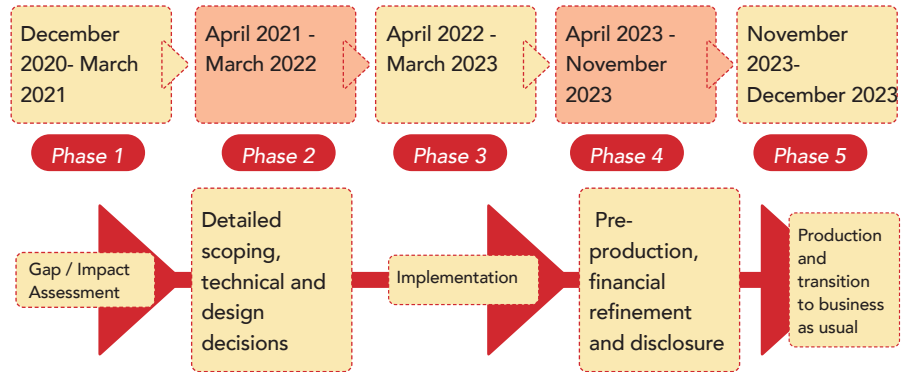 December
2020- March
2021
April 2021 -
March 2022
April 2022 -
March 2023
April 2023 -
November
2023
November
2023-
December 2023
Phase 1
Phase 2
Phase 3
Phase 4
Phase 5
Gap / Impact
Assessment
Detailed
scoping,
technical and
design
decisions
Implementation
Pre-
production,
financial
refinement
and disclosure
Production
and
transition
to business
as usual